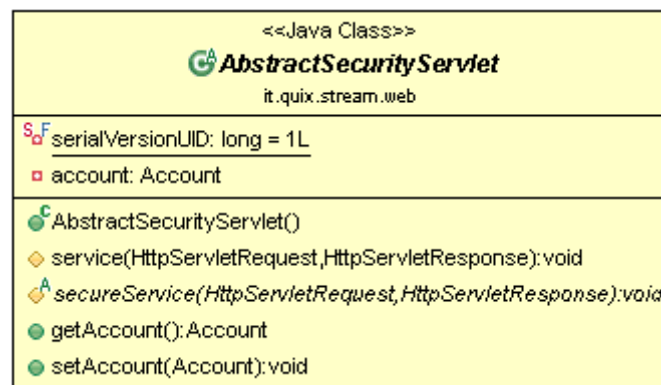 <<Java Class>>
AbstractSecurityServlet
it.quix.stream.web
serialVersionUID: long = 1L
account: Account
AbstractSecurityServlet()
service(HttpServletRequest,HttpServletResponse):void
secureService(HttpServletRequest,HttpServletResponse):void
getAccount():Account
setAccount(Account):void